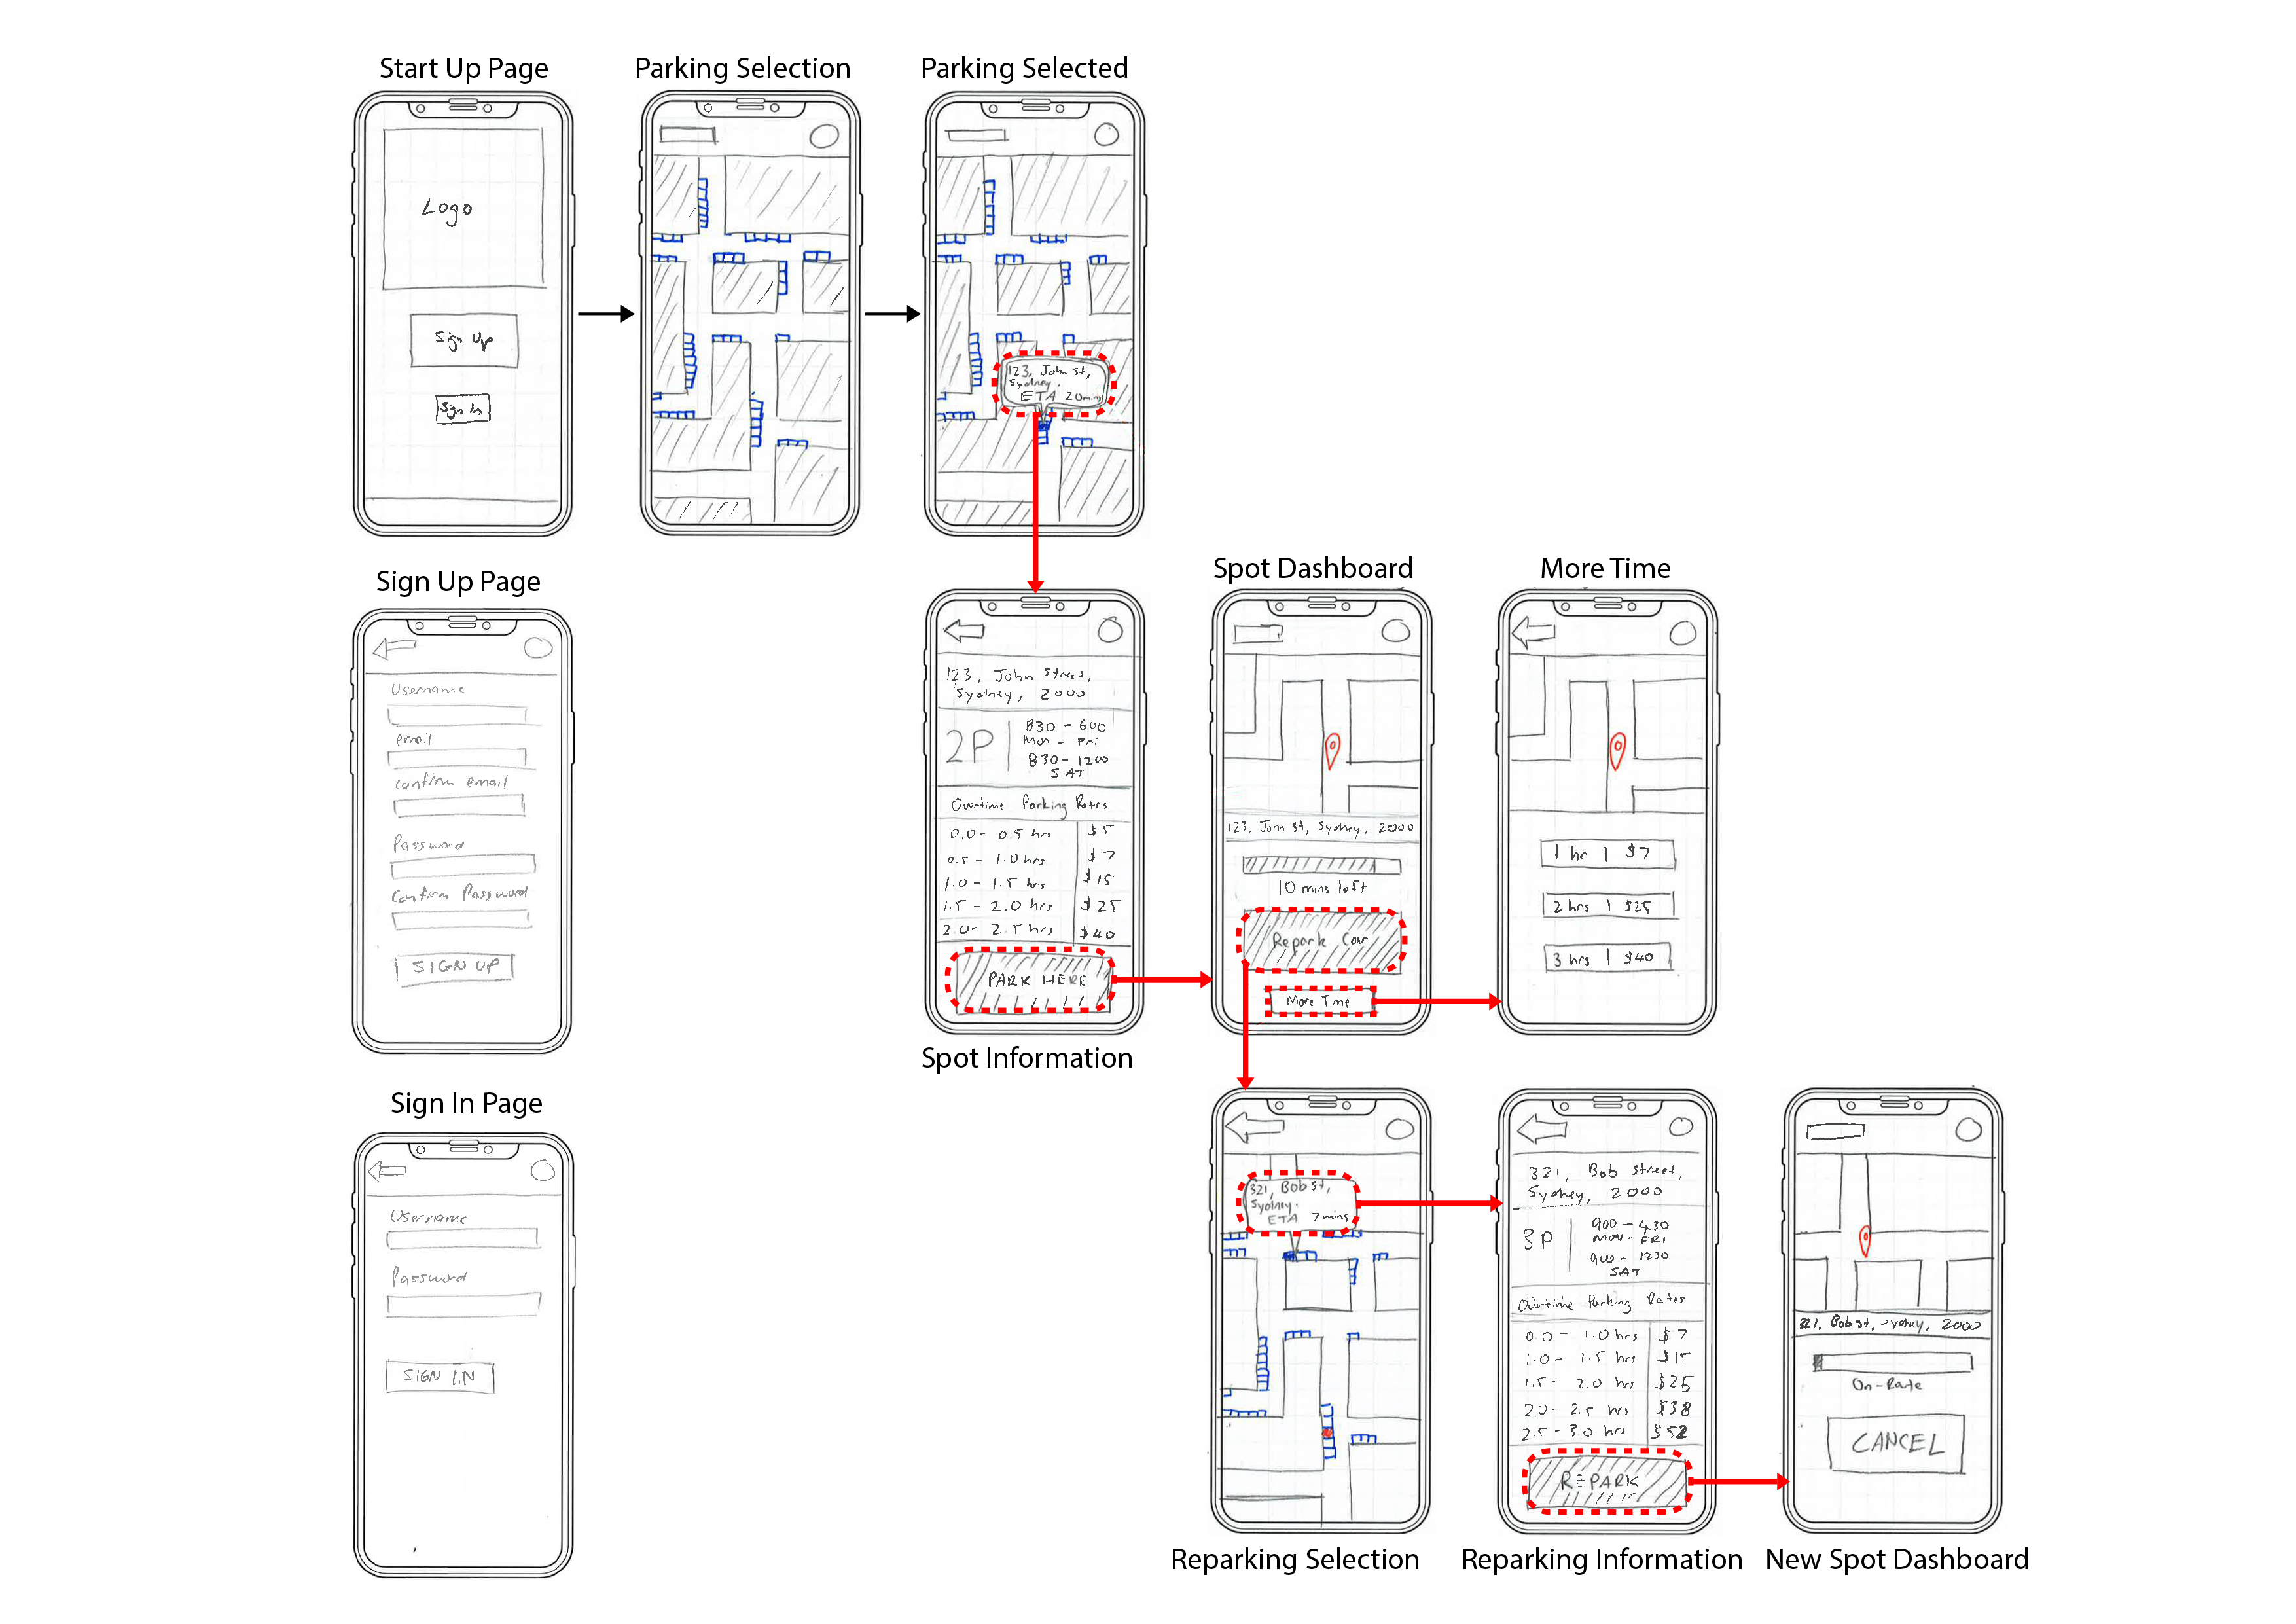 Start Up Page
Logo
Sign Up
Sign In
Parking Selection
Parking Selected
123, John st,
Sydney.
ETA 20min
Sign Up Page
Username
email
Confirm email
Password
Confirm Password
SIGN UP
Sign In Page
Username
Password
SIGN IN
123, John Street,
Sydney, 2000
2P
830 - 600
Mon - Fri
830 - 1200
SAT
Overtime Parking Rates
0.0 - 0.5 hrs $5
0.5 - 1.0 hrs $7
1.0 - 1.5 hrs $15
1.5 - 2.0 hrs $25
2.0 - 2.5 hrs $40
PARK HERE
Spot Information
Spot Dashboard
123, John St, Sydney, 2000
10 mins left
Repark Car
More Time
More Time
1 hr | $7
2 hrs | $25
3 hrs | $40
321, Bob st,
Sydney.
ETA 7mins
Reparking Selection
321, Bob Street,
Sydney, 2000
3P
900 - 430
MON - FRI
900 - 1230
SAT
Overtime Parking Rates
0.0 - 1.0 hrs $7
1.0 - 1.5 hrs $15
1.5 - 2.0 hrs $25
2.0 - 2.5 hrs $38
2.5 - 3.0 hrs $52
REPARK
Reparking Information
321, Bob st, Sydney, 2000
On-Rate
CANCEL
New Spot Dashboard